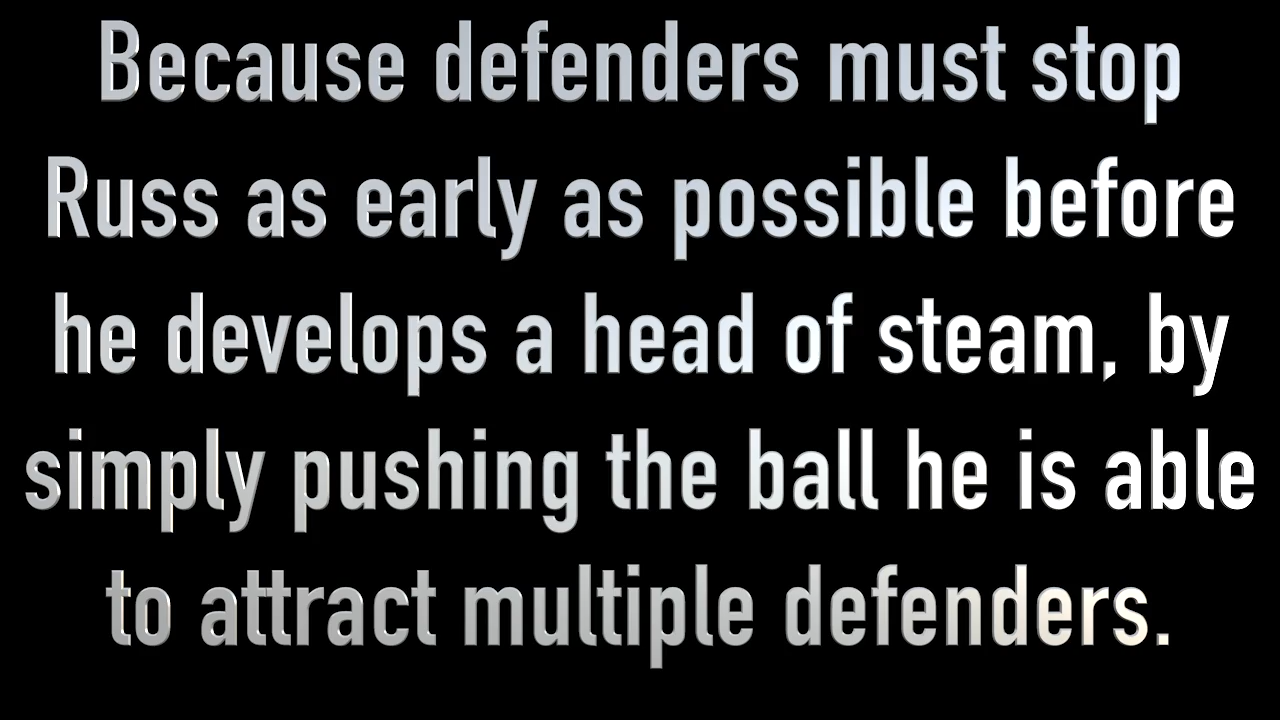 Because defenders must stop
Russ as early as possible before
he develops a head of steam, by
simply pushing the ball he is able
to attract multiple defenders.